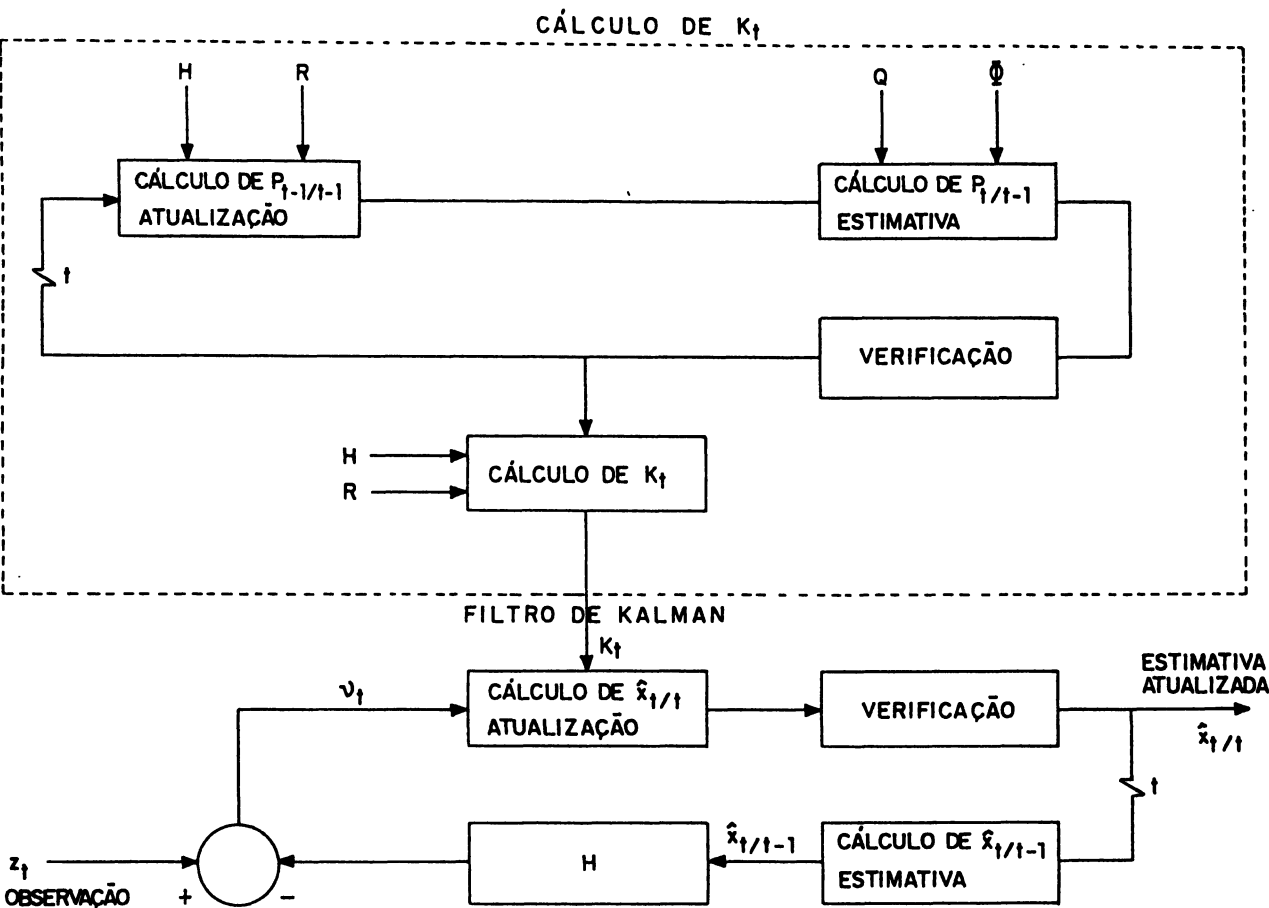 CÁLCULO DE Kt
H R Q Φ
CÁLCULO DE Pt-1/t-1
ATUALIZAÇÃO
CÁLCULO DE Pt/t-1
ESTIMATIVA
t
VERIFICAÇÃO
H
R
CÁLCULO DE Kt
FILTRO DE KALMAN
Kt
νt
CÁLCULO DE x̂t/t
ATUALIZAÇÃO
VERIFICAÇÃO
ESTIMATIVA
ATUALIZADA
x̂t/t
t
zt
OBSERVAÇÃO
+ -
H
x̂t/t-1
CÁLCULO DE x̂t/t-1
ESTIMATIVA